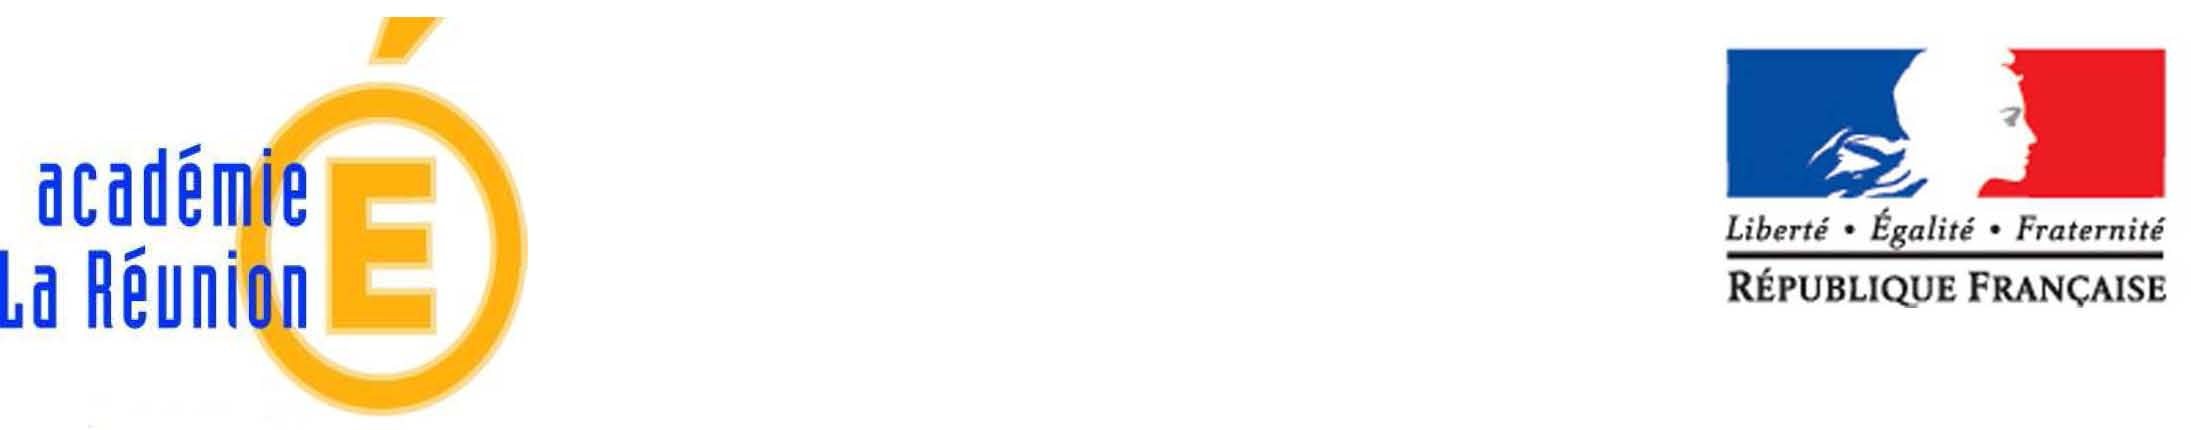 académie
La Réunion
É
Liberté • Égalité • Fraternité
RÉPUBLIQUE FRANÇAISE